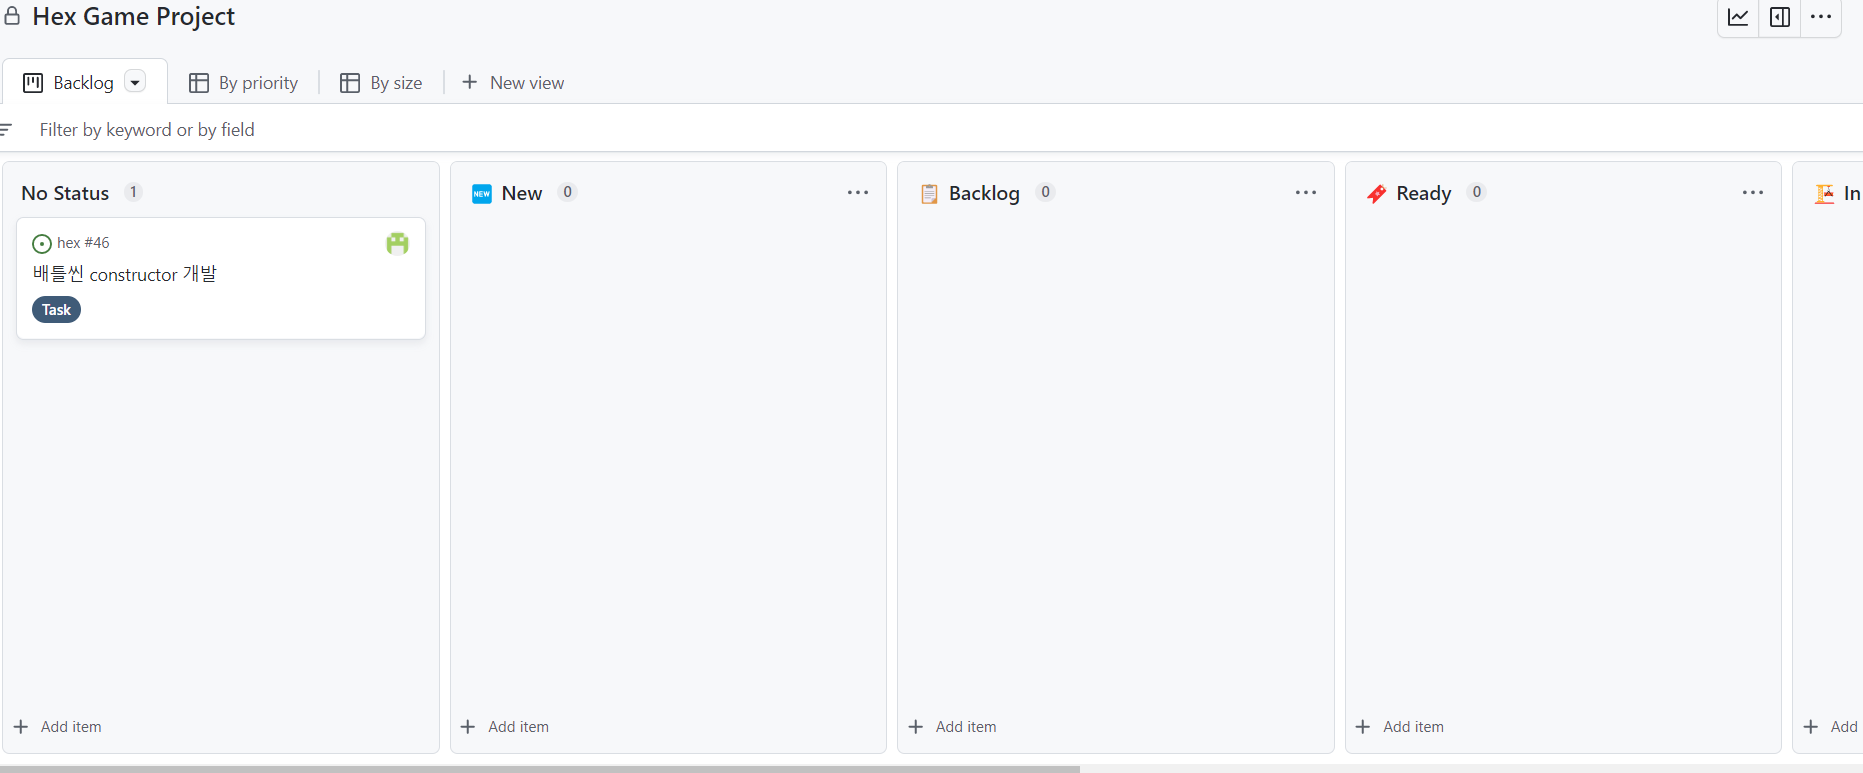 Hex Game Project
Backlog
By priority
By size
New view
Filter by keyword or by field
No Status 1
hex #46
배틀씬 constructor 개발
Task
Add item
NEW New 0
Add item
Backlog 0
Add item
Ready 0
Add item
In
Add